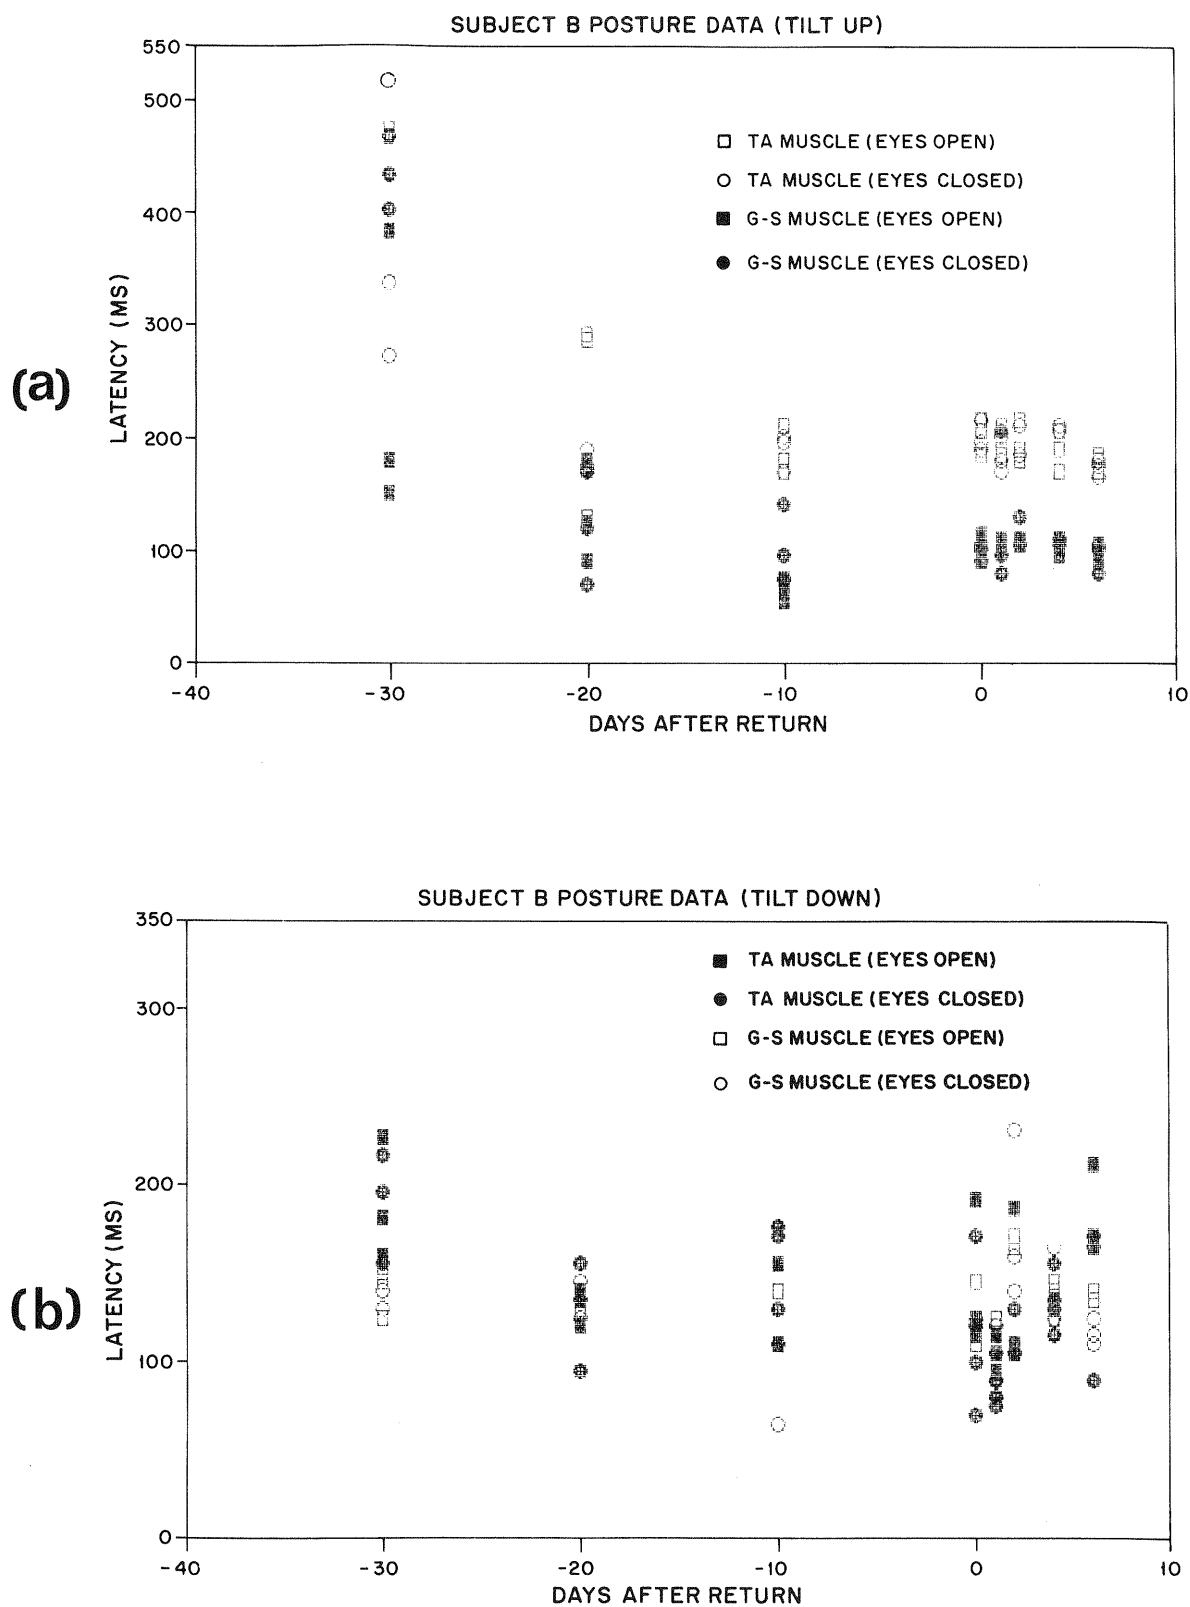 SUBJECT B POSTURE DATA (TILT UP)
550
500
400
300
200
100
0
LATENCY (MS)
(a)
□ TA MUSCLE (EYES OPEN)
○ TA MUSCLE (EYES CLOSED)
■ G-S MUSCLE (EYES OPEN)
● G-S MUSCLE (EYES CLOSED)
-40 -30 -20 -10 0 10
DAYS AFTER RETURN
SUBJECT B POSTURE DATA (TILT DOWN)
350
300
200
100
0
LATENCY (MS)
(b)
■ TA MUSCLE (EYES OPEN)
● TA MUSCLE (EYES CLOSED)
□ G-S MUSCLE (EYES OPEN)
○ G-S MUSCLE (EYES CLOSED)
-40 -30 -20 -10 0 10
DAYS AFTER RETURN